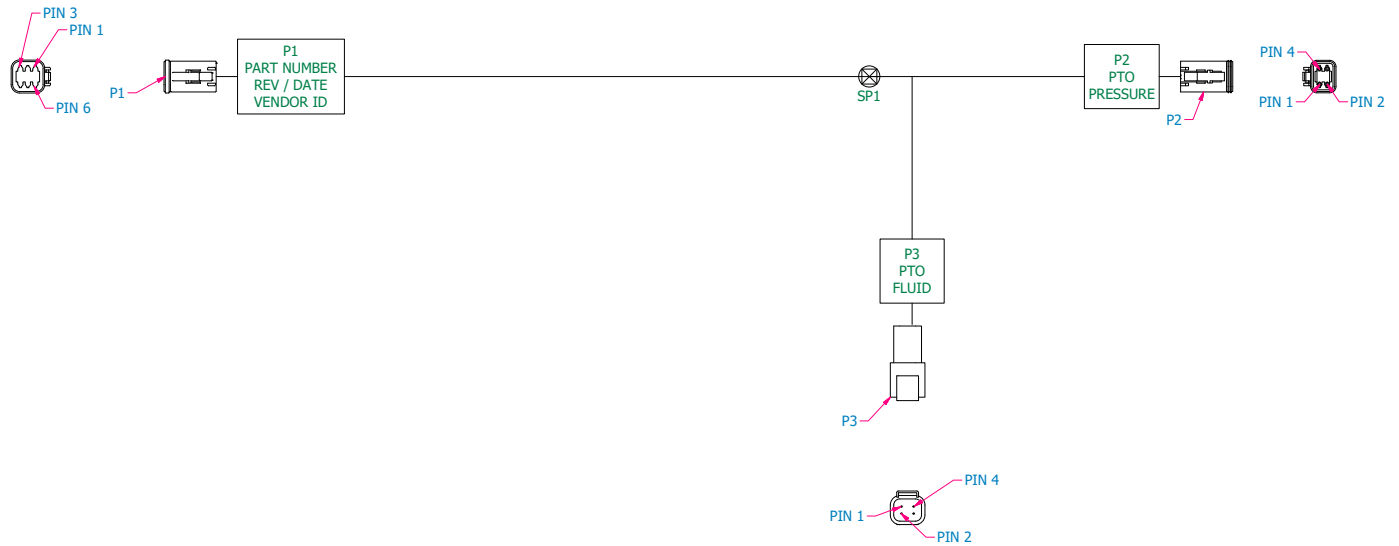 PIN 3
PIN 1
PIN 6
P1
P1
PART NUMBER
REV / DATE
VENDOR ID
SP1
P2
PTO
PRESSURE
P2
PIN 4
PIN 1
PIN 2
P3
PTO
FLUID
P3
PIN 4
PIN 1
PIN 2